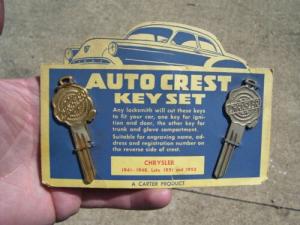 AUTO CREST
KEY SET
Any locksmith will cut these keys
to fit your car, one key for igni-
tion and door, the other key for
trunk and glove compartment.
Suitable for engraving name, ad-
dress and registration number on
the reverse side of crest.
CHRYSLER
1941-1948, Late 1951 and 1952
A CARTER PRODUCT